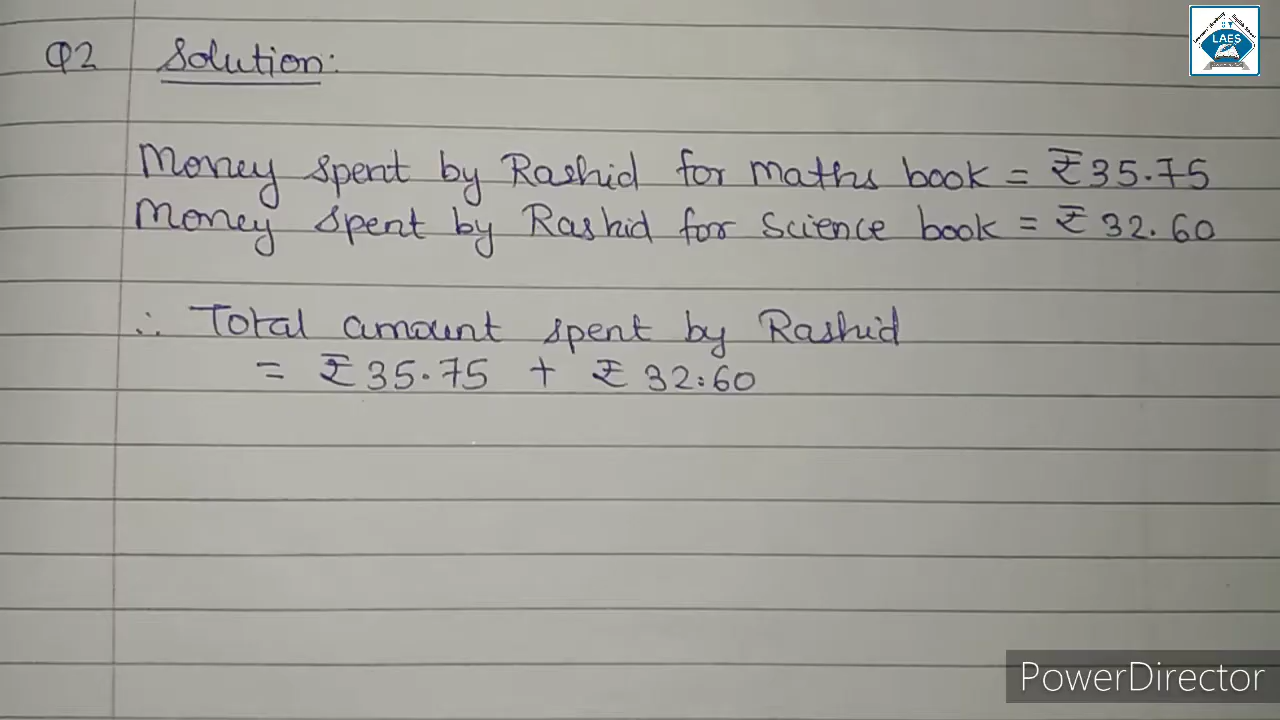 Q2 Solution:
Money spent by Rashid for maths book = ₹35.75
Money spent by Rashid for Science book = ₹32.60
∴ Total amount spent by Rashid
= ₹35.75 + ₹32.60
LAES
PowerDirector